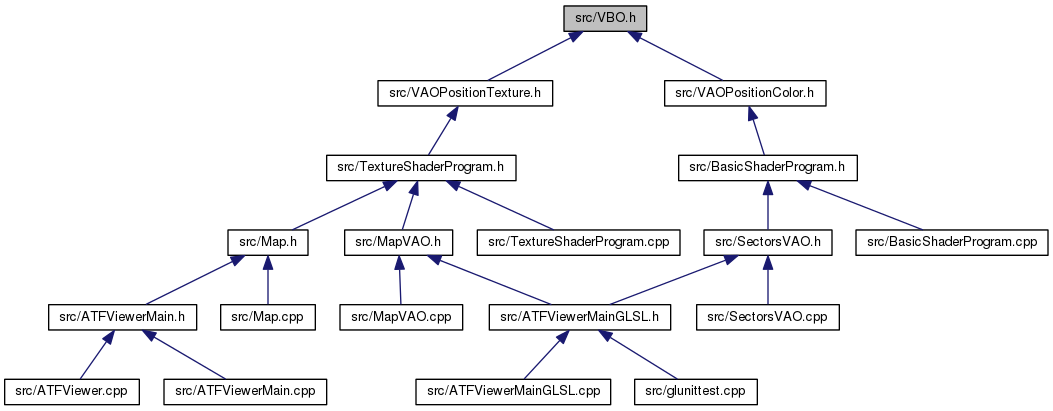 src/VBO.h
src/VAOPositionTexture.h
src/VAOPositionColor.h
src/TextureShaderProgram.h
src/BasicShaderProgram.h
src/Map.h
src/MapVAO.h
src/TextureShaderProgram.cpp
src/SectorsVAO.h
src/BasicShaderProgram.cpp
src/ATFViewerMain.h
src/Map.cpp
src/MapVAO.cpp
src/ATFViewerMainGLSL.h
src/SectorsVAO.cpp
src/ATFViewer.cpp
src/ATFViewerMain.cpp
src/ATFViewerMainGLSL.cpp
src/glunittest.cpp